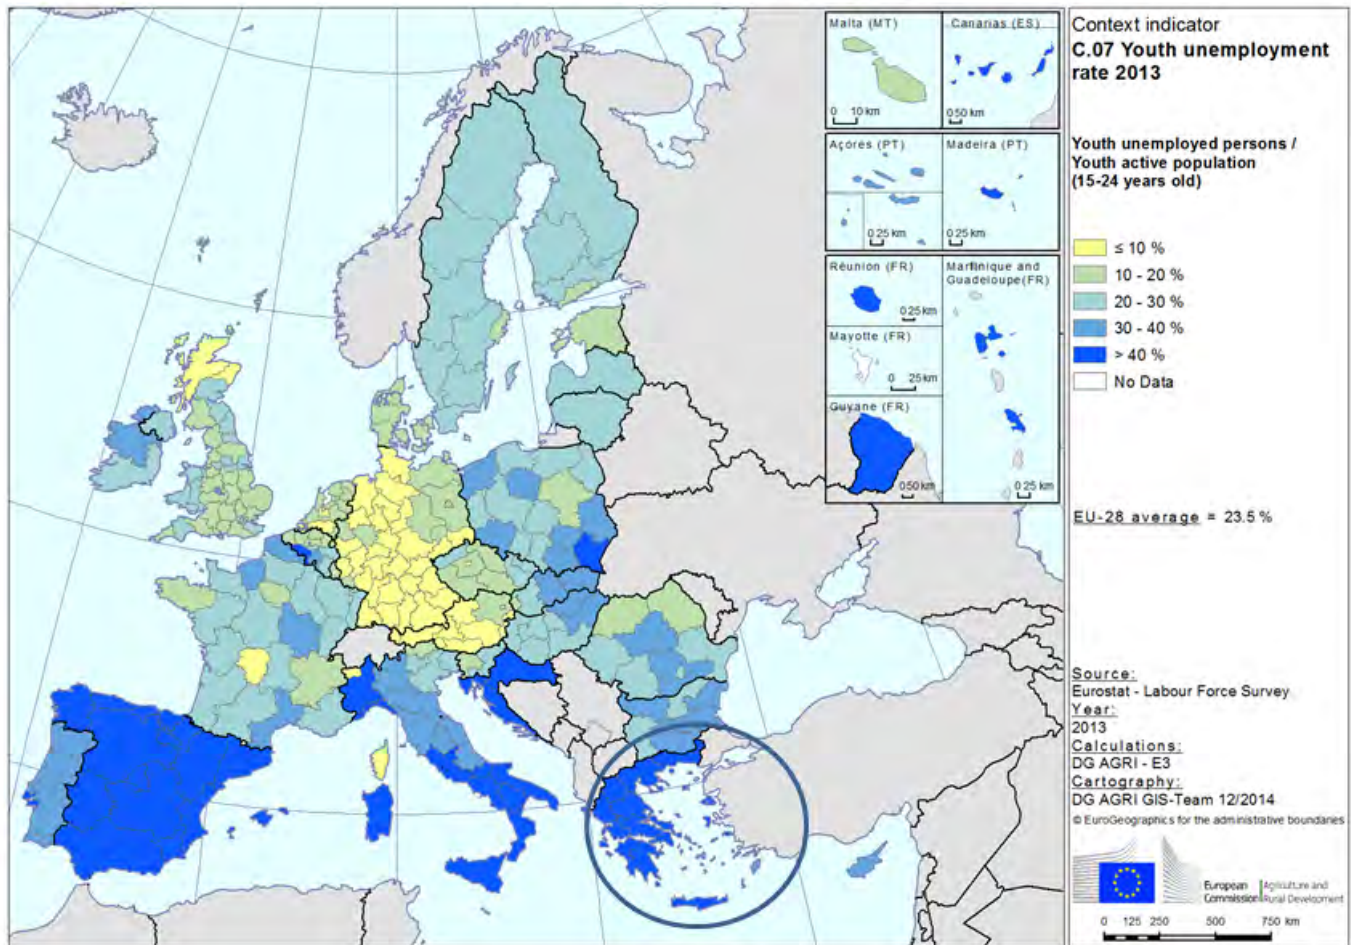 Malta (MT)
0 10 km
Canarias (ES)
0 50 km
Açores (PT)
0 25 km
Madeira (PT)
0 25 km
Réunion (FR)
0 25 km
Martinique and
Guadeloupe(FR)
Mayotte (FR)
0 25 km
Guyane (FR)
0 50 km
0 25 km
Context indicator
C.07 Youth unemployment
rate 2013
Youth unemployed persons /
Youth active population
(15-24 years old)
≤ 10 %
10 - 20 %
20 - 30 %
30 - 40 %
> 40 %
No Data
EU-28 average = 23.5 %
Source:
Eurostat - Labour Force Survey
Year:
2013
Calculations:
DG AGRI - E3
Cartography:
DG AGRI GIS-Team 12/2014
© EuroGeographics for the administrative boundaries
European
Commission
Agriculture and
Rural Development
0 125 250 500 750 km